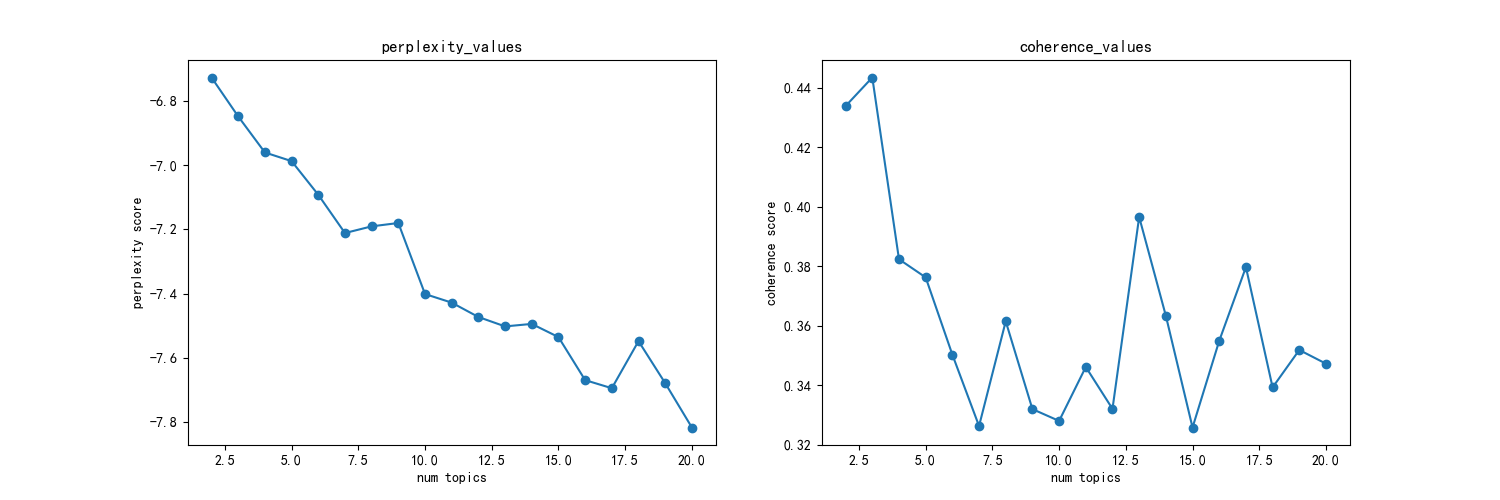 perplexity_values
perplexity score
-6.8
-7.0
-7.2
-7.4
-7.6
-7.8
2.5 5.0 7.5 10.0 12.5 15.0 17.5 20.0
num topics
coherence_values
coherence score
0.44
0.42
0.40
0.38
0.36
0.34
0.32
2.5 5.0 7.5 10.0 12.5 15.0 17.5 20.0
num topics